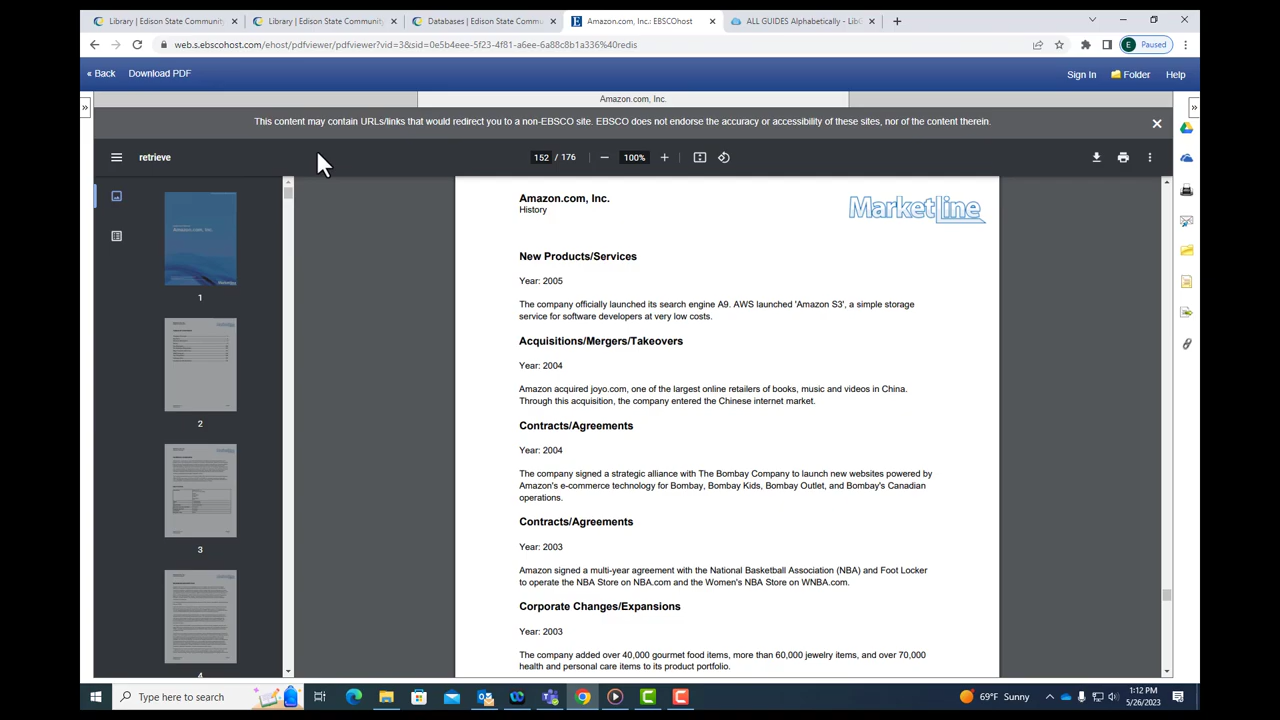 Library | Edison State Community
Library | Edison State Community
Databases | Edison State Commun
Amazon.com, Inc.: EBSCOhost
ALL GUIDES Alphabetically - LibG
web.s.ebscohost.com/ehost/pdfviewer/pdfviewer?vid=3&sid=0e5b4eee-5f23-4f81-a6ee-6a88c8b1a336%40redis
E Paused
« Back Download PDF
Sign In Folder Help
Amazon.com, Inc.
This content may contain URLs/links that would redirect you to a non-EBSCO site. EBSCO does not endorse the accuracy or accessibility of these sites, nor of the content therein.
retrieve
152 / 176 — 100% +
1
2
3
Amazon.com, Inc.
History
MarketLine
New Products/Services
Year: 2005
The company officially launched its search engine A9. AWS launched 'Amazon S3', a simple storage
service for software developers at very low costs.
Acquisitions/Mergers/Takeovers
Year: 2004
Amazon acquired joyo.com, one of the largest online retailers of books, music and videos in China.
Through this acquisition, the company entered the Chinese internet market.
Contracts/Agreements
Year: 2004
The company signed a strategic alliance with The Bombay Company to launch new websites powered by
Amazon's e-commerce technology for Bombay, Bombay Kids, Bombay Outlet, and Bombay's Canadian
operations.
Contracts/Agreements
Year: 2003
Amazon signed a multi-year agreement with the National Basketball Association (NBA) and Foot Locker
to operate the NBA Store on NBA.com and the Women's NBA Store on WNBA.com.
Corporate Changes/Expansions
Year: 2003
The company added over 40,000 gourmet food items, more than 60,000 jewelry items, and over 70,000
health and personal care items to its product portfolio.
Type here to search
69°F Sunny
1:12 PM
5/26/2023